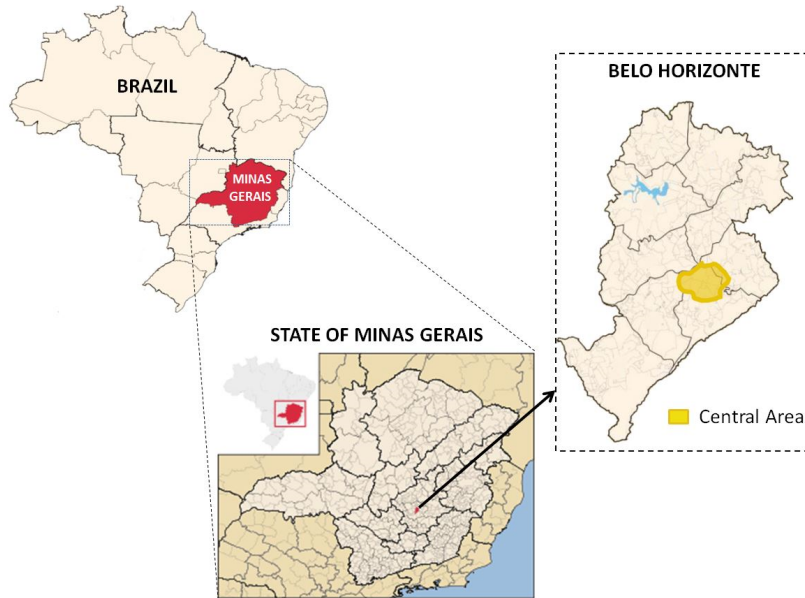 BRAZIL
MINAS
GERAIS
BELO HORIZONTE
Central Area
STATE OF MINAS GERAIS